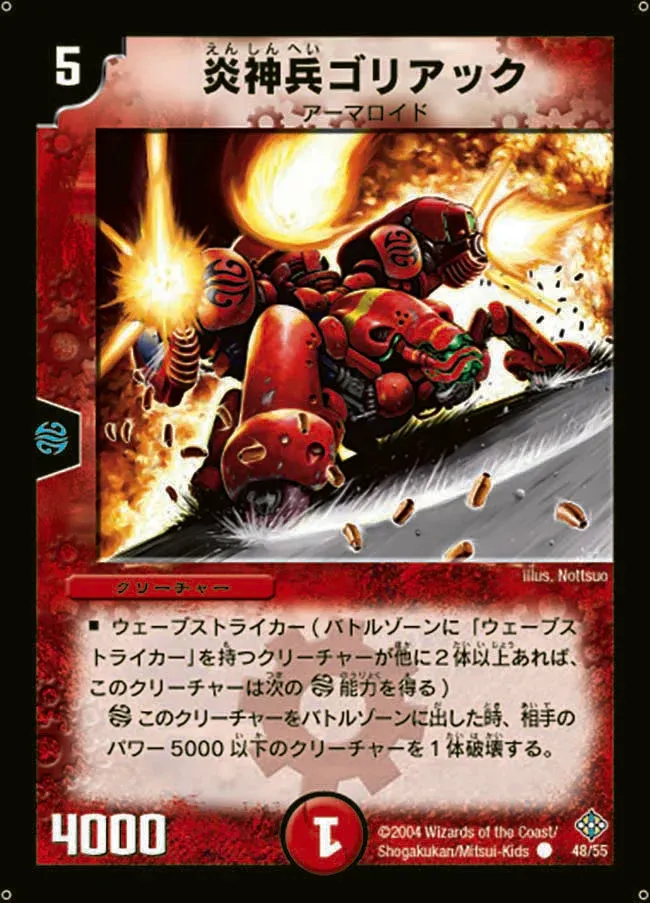 5
えんしんへい
炎神兵ゴリアック
アーマロイド
illus. Nottsuo
クリーチャー
■ ウェーブストライカー(バトルゾーンに「ウェーブス
トライカー」を持つクリーチャーが他に2体以上あれば、
このクリーチャーは次の 能力を得る)
このクリーチャーをバトルゾーンに出した時、相手の
パワー5000以下のクリーチャーを1体破壊する。
4000
1
©2004 Wizards of the Coast/
Shogakukan/Mitsui-Kids
48/55